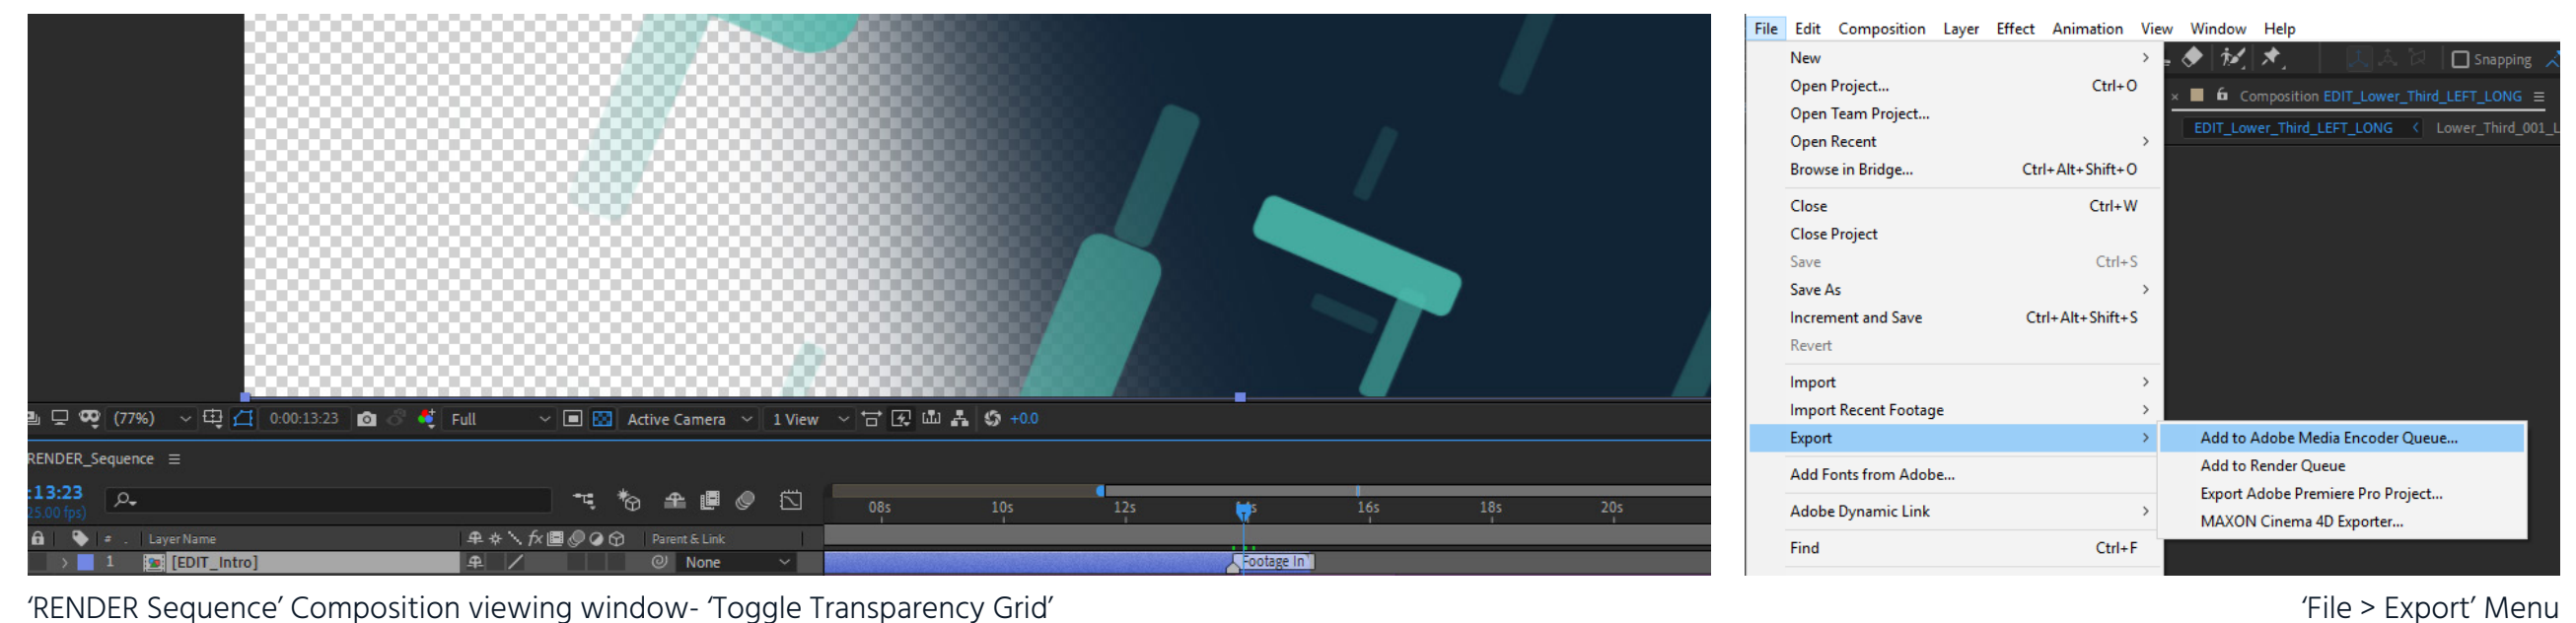 (77%) 0:00:13:23 Full Active Camera 1 View +0.0
RENDER_Sequence
:13:23
25.00 fps)
08s 10s 12s 16s 18s 20s
# . Layer Name fx Parent & Link
1 [EDIT_Intro] None Footage In
'RENDER Sequence' Composition viewing window- 'Toggle Transparency Grid'
File Edit Composition Layer Effect Animation View Window Help
New
Snapping
Open Project... Ctrl+O
Composition EDIT_Lower_Third_LEFT_LONG
Open Team Project...
EDIT_Lower_Third_LEFT_LONG Lower_Third_001_L
Open Recent
Browse in Bridge... Ctrl+Alt+Shift+O
Close Ctrl+W
Close Project
Save Ctrl+S
Save As
Increment and Save Ctrl+Alt+Shift+S
Revert
Import
Import Recent Footage
Export
Add to Adobe Media Encoder Queue...
Add to Render Queue
Export Adobe Premiere Pro Project...
MAXON Cinema 4D Exporter...
Add Fonts from Adobe...
Adobe Dynamic Link
Find Ctrl+F
'File > Export' Menu